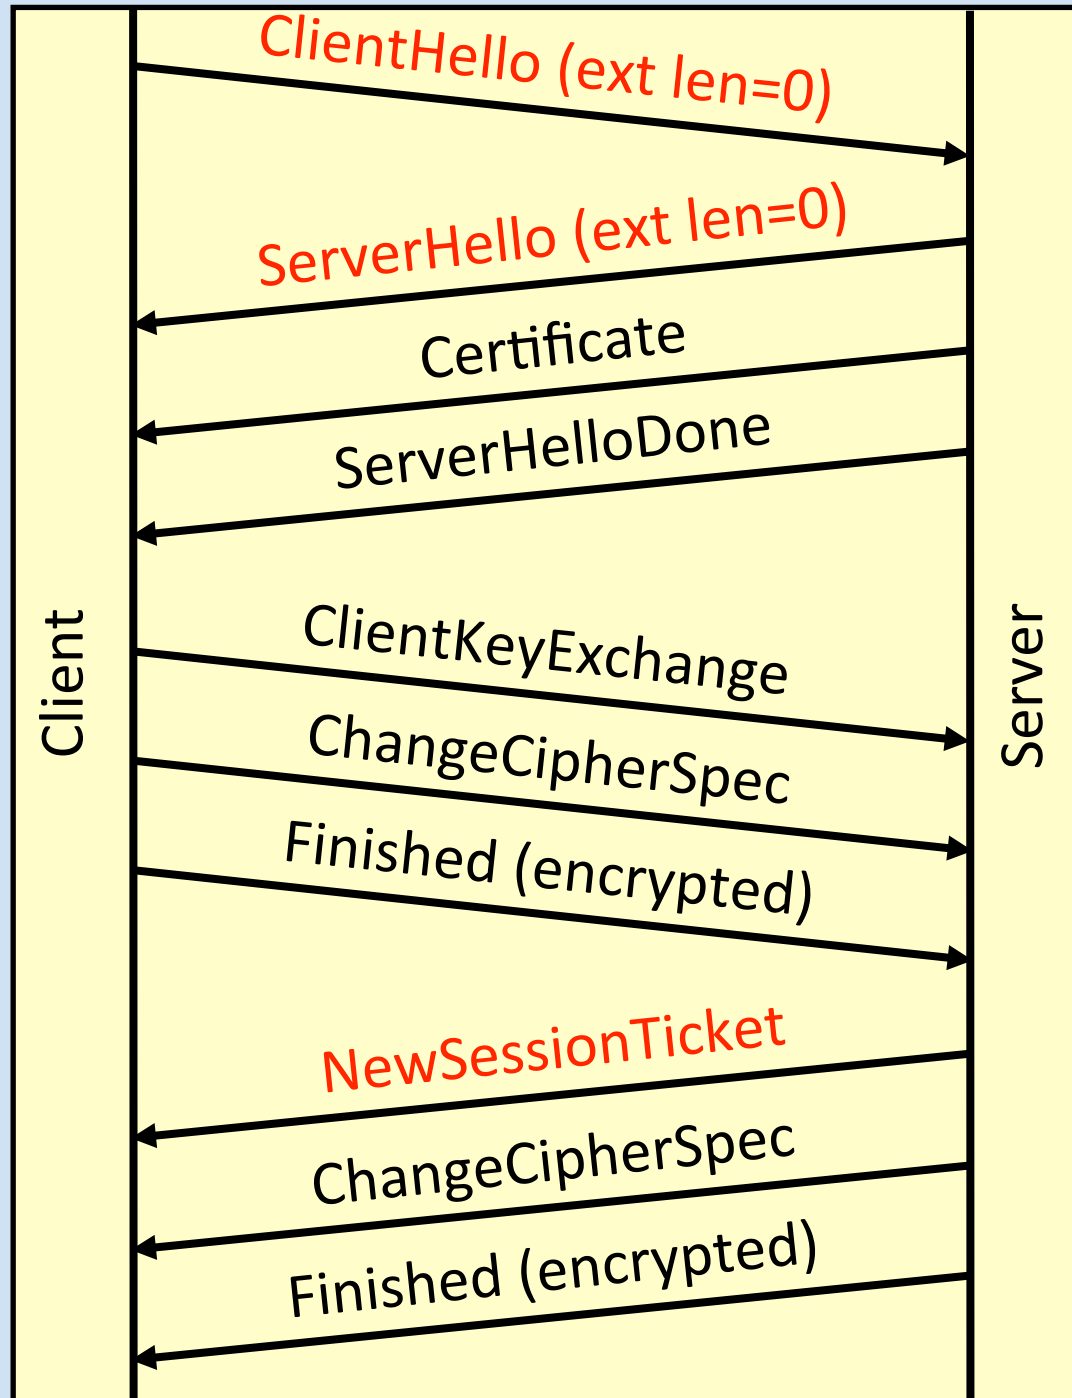 ClientHello (ext len=0)
ServerHello (ext len=0)
Certificate
ServerHelloDone
Client
Server
ClientKeyExchange
ChangeCipherSpec
Finished (encrypted)
NewSessionTicket
ChangeCipherSpec
Finished (encrypted)